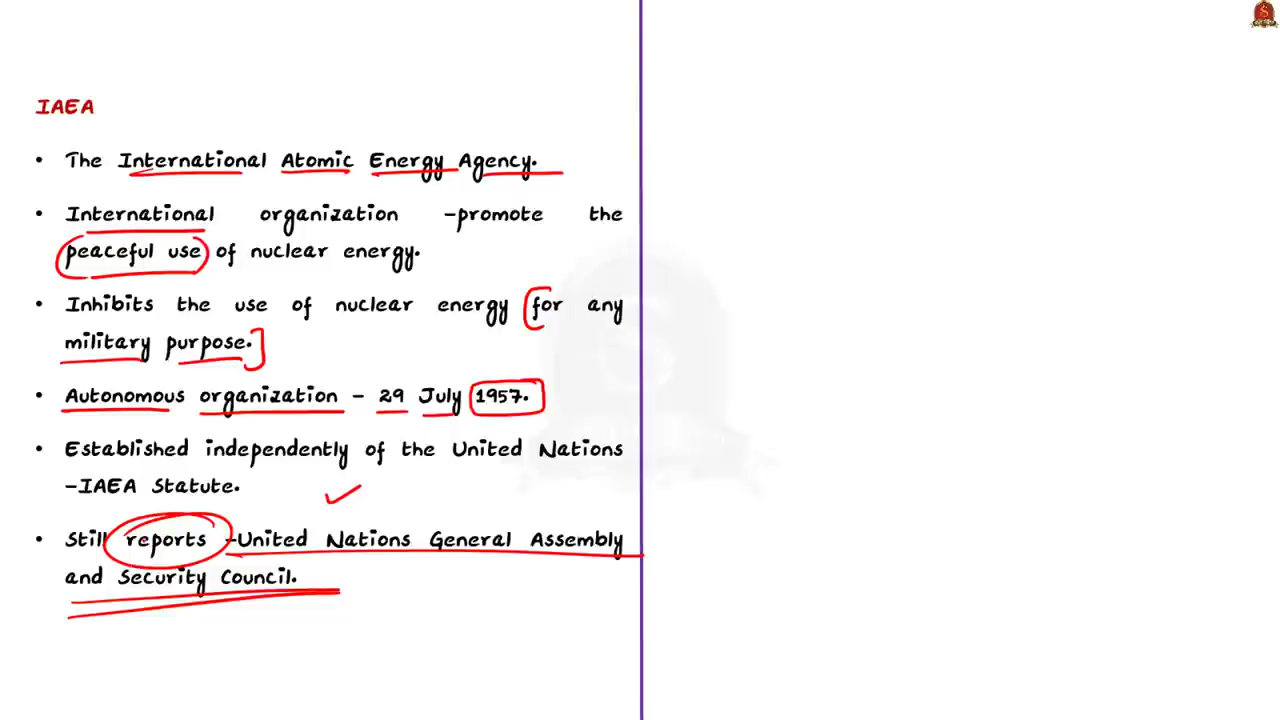 IAEA
• The International Atomic Energy Agency.
• International organization -promote the
peaceful use of nuclear energy.
• Inhibits the use of nuclear energy for any
military purpose.
• Autonomous organization - 29 July 1957.
• Established independently of the United Nations
-IAEA Statute.
• Still reports -United Nations General Assembly
and Security Council.